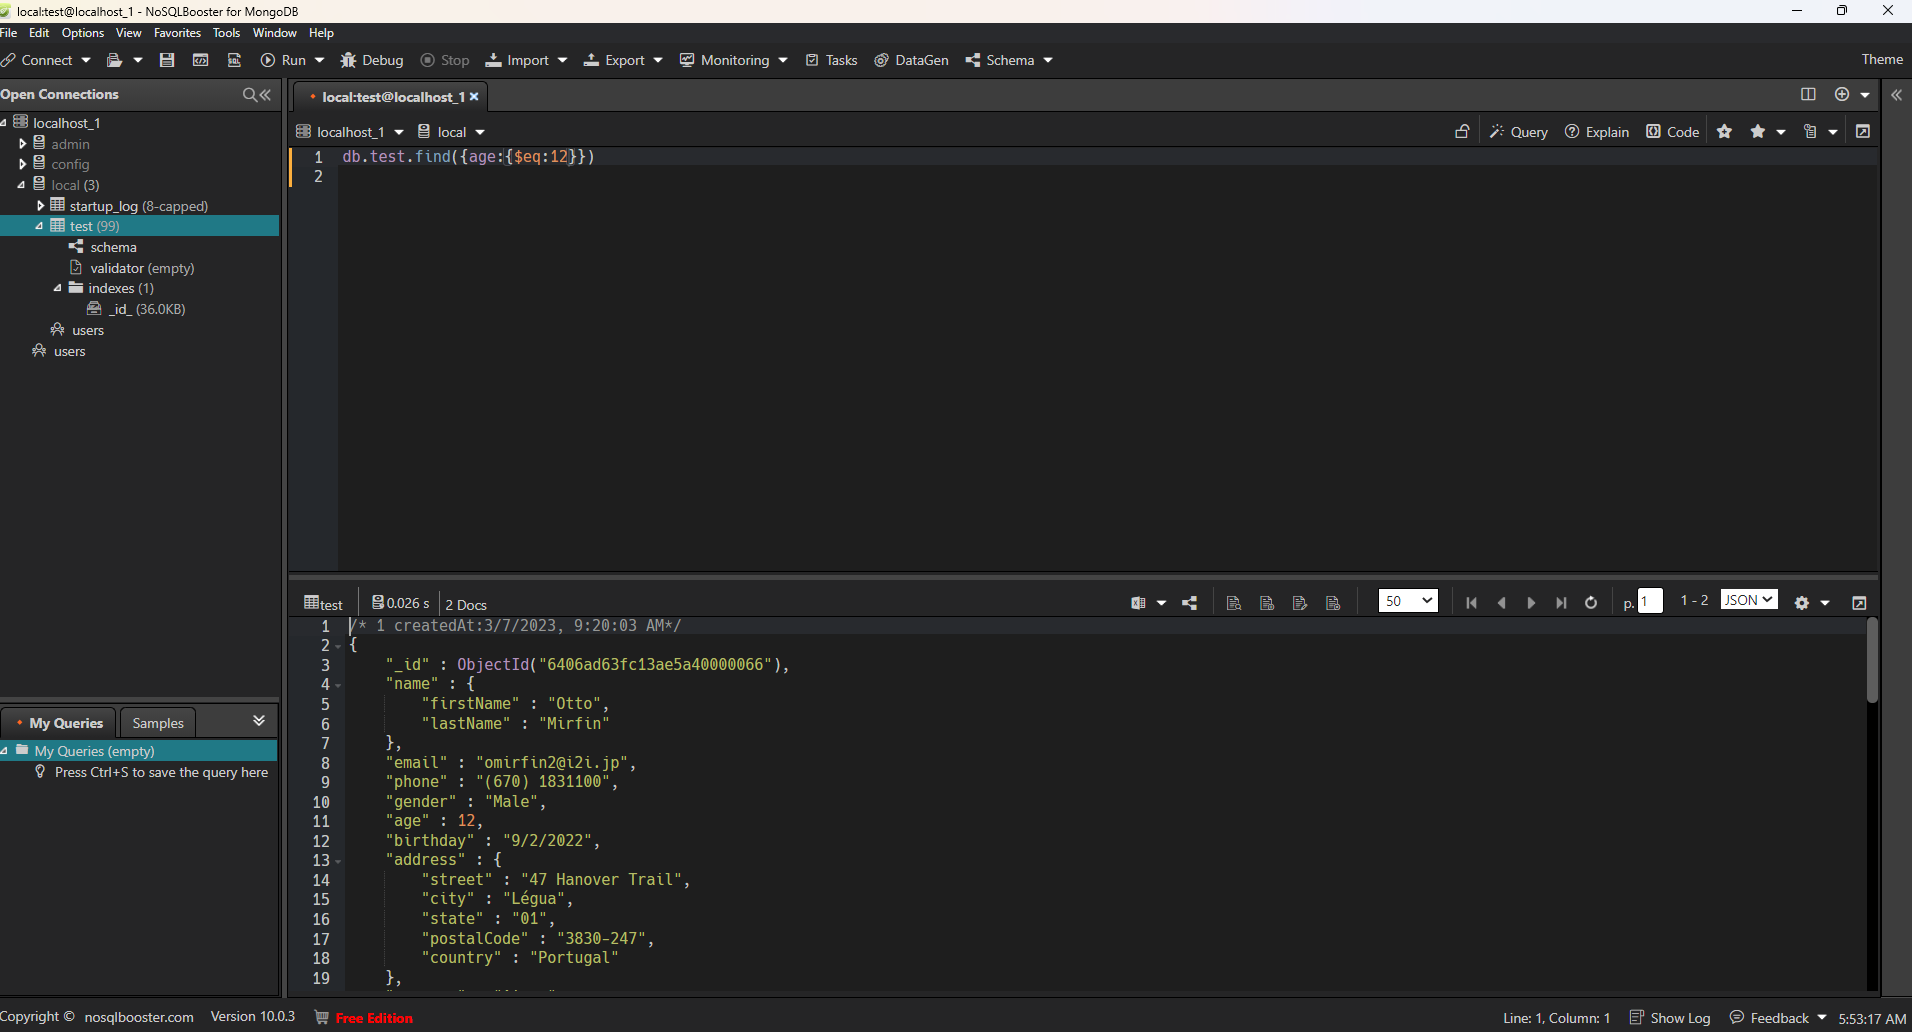 local:test@localhost_1 - NoSQLBooster for MongoDB
File Edit Options View Favorites Tools Window Help
Connect Run Debug Stop Import Export Monitoring Tasks DataGen Schema Theme
Open Connections
localhost_1
admin
config
local (3)
startup_log (8-capped)
test (99)
schema
validator (empty)
indexes (1)
_id_ (36.0KB)
users
users
My Queries Samples
My Queries (empty)
Press Ctrl+S to save the query here
local:test@localhost_1
localhost_1 local Query Explain Code
1 db.test.find({age:{$eq:12}})
2
test 0.026 s 2 Docs 50 p. 1 1 - 2 JSON
1 /* 1 createdAt:3/7/2023, 9:20:03 AM*/
2 {
3 "_id" : ObjectId("6406ad63fc13ae5a40000066"),
4 "name" : {
5 "firstName" : "Otto",
6 "lastName" : "Mirfin"
7 },
8 "email" : "omirfin2@i2i.jp",
9 "phone" : "(670) 1831100",
10 "gender" : "Male",
11 "age" : 12,
12 "birthday" : "9/2/2022",
13 "address" : {
14 "street" : "47 Hanover Trail",
15 "city" : "Légua",
16 "state" : "01",
17 "postalCode" : "3830-247",
18 "country" : "Portugal"
19 },
Copyright © nosqlbooster.com Version 10.0.3 Free Edition Line: 1, Column: 1 Show Log Feedback 5:53:17 AM